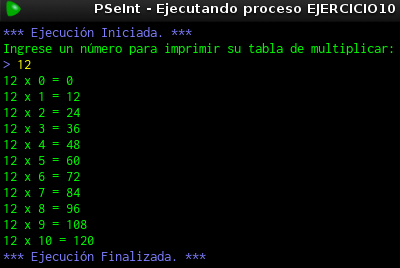 PSeInt - Ejecutando proceso EJERCICIO10
*** Ejecución Iniciada. ***
Ingrese un número para imprimir su tabla de multiplicar:
> 12
12 x 0 = 0
12 x 1 = 12
12 x 2 = 24
12 x 3 = 36
12 x 4 = 48
12 x 5 = 60
12 x 6 = 72
12 x 7 = 84
12 x 8 = 96
12 x 9 = 108
12 x 10 = 120
*** Ejecución Finalizada. ***